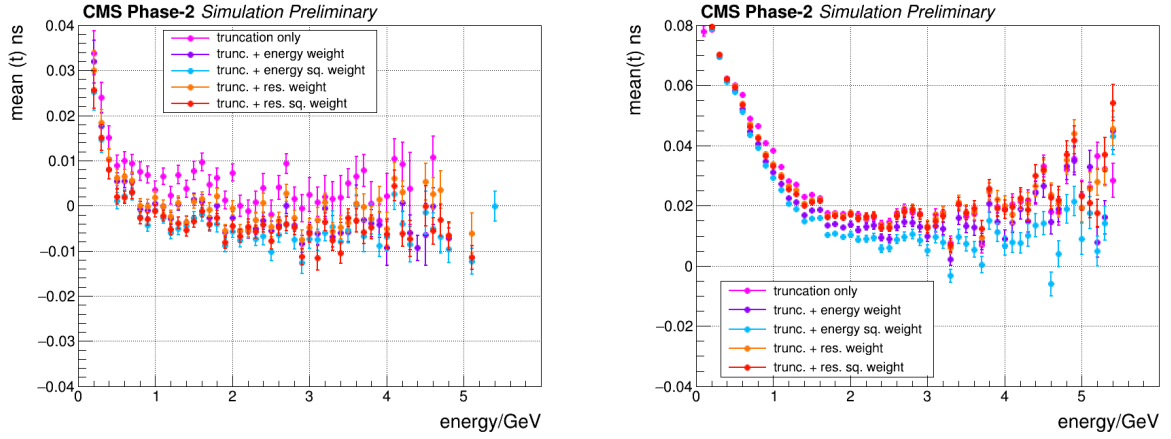 CMS Phase-2 Simulation Preliminary
mean (t) ns
0.04
0.03
0.02
0.01
0
−0.01
−0.02
−0.03
−0.04
truncation only
trunc. + energy weight
trunc. + energy sq. weight
trunc. + res. weight
trunc. + res. sq. weight
0 1 2 3 4 5
energy/GeV
CMS Phase-2 Simulation Preliminary
mean(t) ns
0.08
0.06
0.04
0.02
0
−0.02
−0.04
truncation only
trunc. + energy weight
trunc. + energy sq. weight
trunc. + res. weight
trunc. + res. sq. weight
0 1 2 3 4 5
energy/GeV